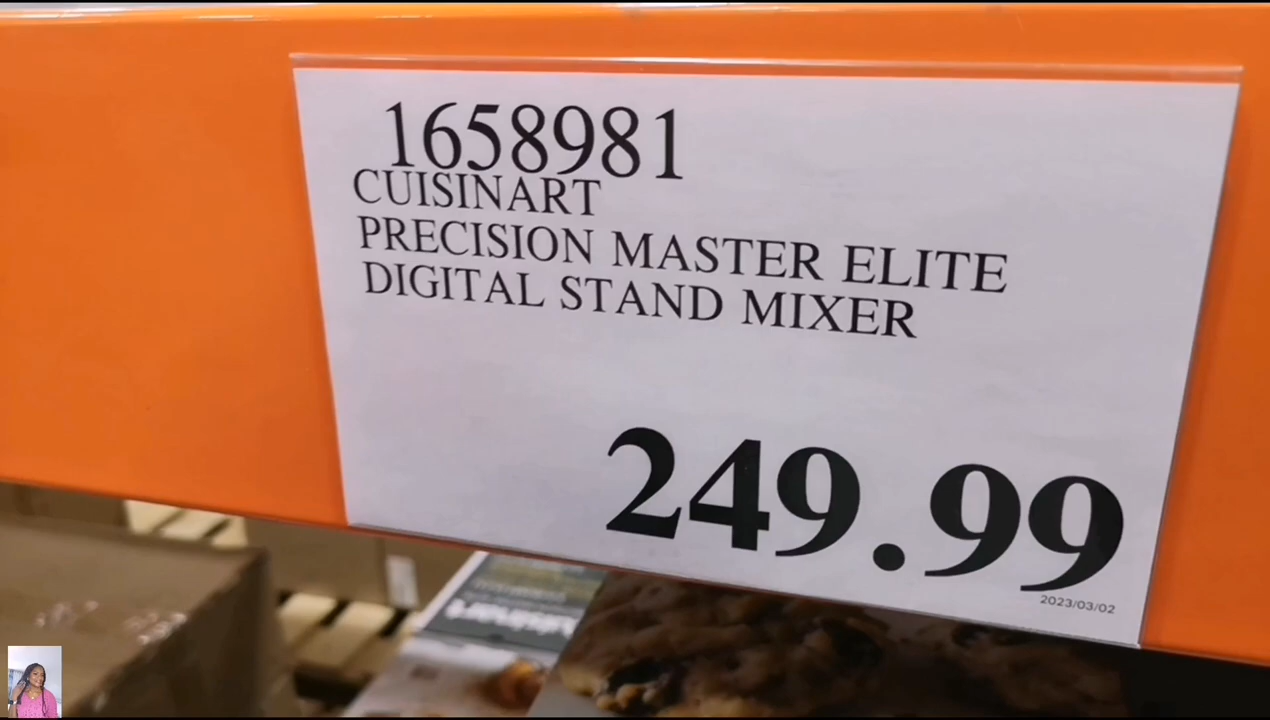 1658981
CUISINART
PRECISION MASTER ELITE
DIGITAL STAND MIXER
249.99
2023/03/02